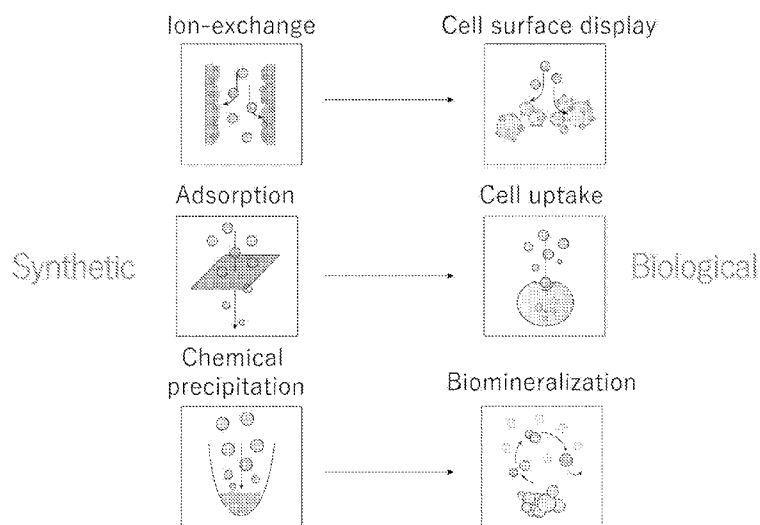 Ion-exchange
Cell surface display
Adsorption
Cell uptake
Synthetic
Biological
Chemical
precipitation
Biomineralization